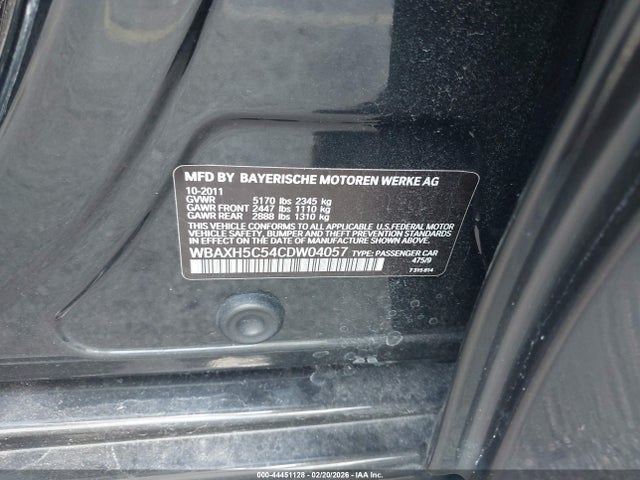 MFD BY BAYERISCHE MOTOREN WERKE AG
10-2011
GVWR 5170 lbs 2345 kg
GAWR FRONT 2447 lbs 1110 kg
GAWR REAR 2888 lbs 1310 kg
THIS VEHICLE CONFORMS TO ALL APPLICABLE U.S.FEDERAL MOTOR
VEHICLE SAFETY, BUMPER, AND THEFT PREVENTION
STANDARDS IN EFFECT ON THE DATE OF MANUFACTURE SHOWN ABOVE.
WBAXH5C54CDW04057 TYPE: PASSENGER CAR
475/9
7 315 814
000-44451128 - 02/20/2026 - IAA Inc.